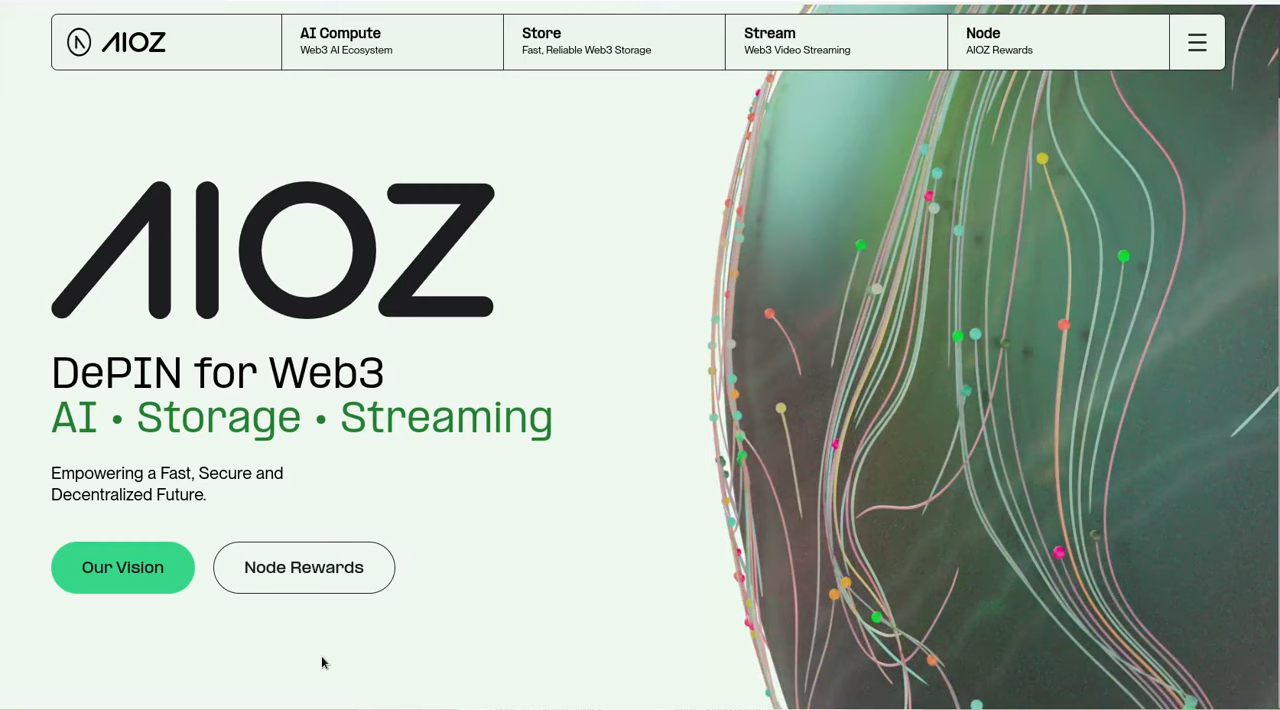 AIOZ
AI Compute
Web3 AI Ecosystem
Store
Fast, Reliable Web3 Storage
Stream
Web3 Video Streaming
Node
AIOZ Rewards
AIOZ
DePIN for Web3
AI • Storage • Streaming
Empowering a Fast, Secure and
Decentralized Future.
Our Vision
Node Rewards